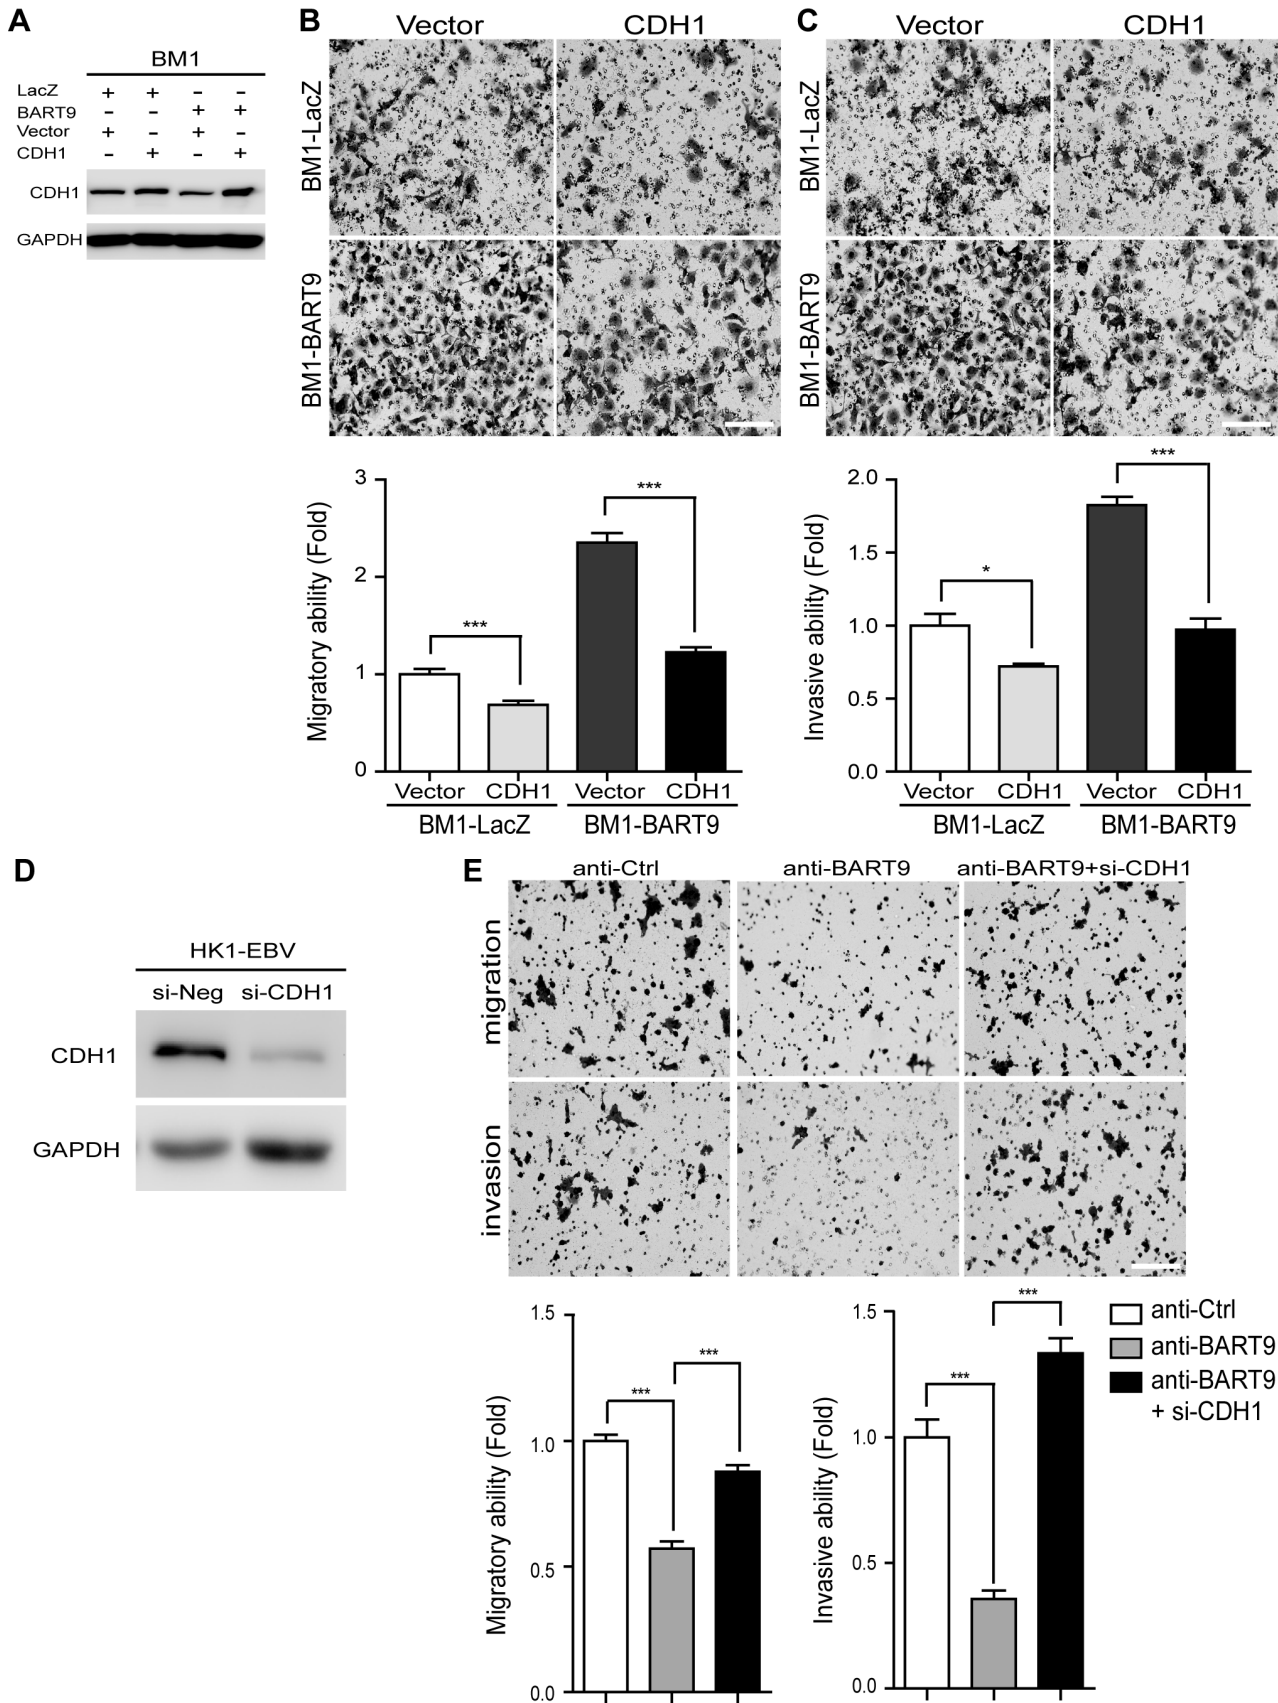 A
BM1
LacZ + + - -
BART9 - - + +
Vector + - + -
CDH1 - + - +
CDH1
GAPDH
B
Vector CDH1
BM1-LacZ
BM1-BART9
Migratory ability (Fold)
3
2
1
0
***
***
Vector CDH1 Vector CDH1
BM1-LacZ BM1-BART9
C
Vector CDH1
BM1-LacZ
BM1-BART9
Invasive ability (Fold)
2.0
1.5
1.0
0.5
0.0
*
***
Vector CDH1 Vector CDH1
BM1-LacZ BM1-BART9
D
HK1-EBV
si-Neg si-CDH1
CDH1
GAPDH
E
anti-Ctrl anti-BART9 anti-BART9+si-CDH1
migration
invasion
Migratory ability (Fold)
1.5
1.0
0.5
0.0
***
***
Invasive ability (Fold)
1.5
1.0
0.5
0.0
***
***
anti-Ctrl
anti-BART9
anti-BART9
+ si-CDH1